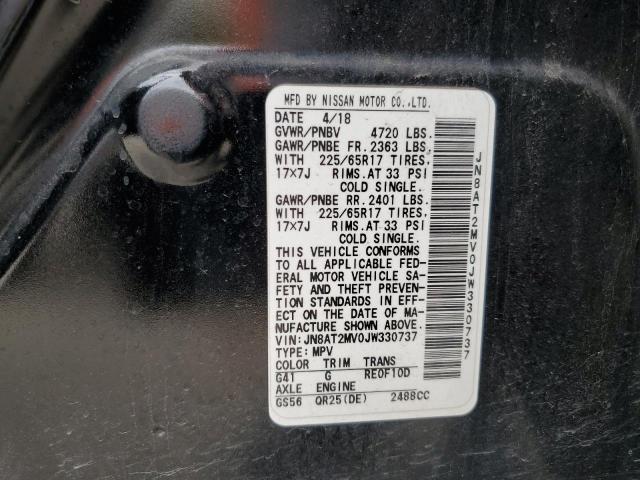 MFD BY NISSAN MOTOR CO.,LTD.
DATE 4/18
GVWR/PNBV 4720 LBS.
GAWR/PNBE FR. 2363 LBS.
WITH 225/65R17 TIRES,
17×7J RIMS.AT 33 PSI
COLD SINGLE.
GAWR/PNBE RR. 2401 LBS.
WITH 225/65R17 TIRES,
17×7J RIMS.AT 33 PSI
COLD SINGLE.
THIS VEHICLE CONFORMS
TO ALL APPLICABLE FED-
ERAL MOTOR VEHICLE SA-
FETY AND THEFT PREVEN-
TION STANDARDS IN EFF-
ECT ON THE DATE OF MA-
NUFACTURE SHOWN ABOVE.
VIN:JN8AT2MV0JW330737
TYPE: MPV
COLOR TRIM TRANS
G41 G RE0F10D
AXLE ENGINE
GS56 QR25(DE) 2488CC
JN8AT2MV0JW330737